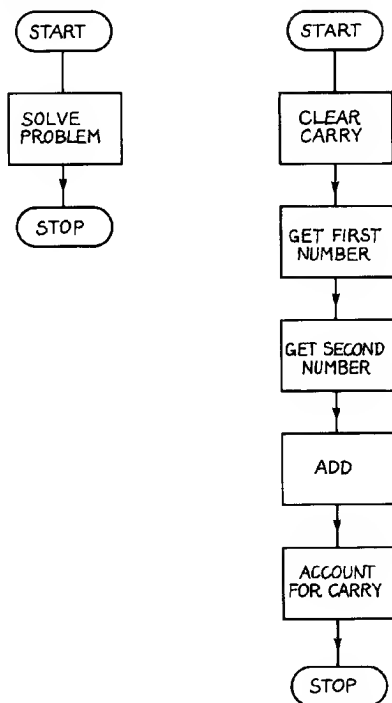 START
SOLVE
PROBLEM
STOP
START
CLEAR
CARRY
GET FIRST
NUMBER
GET SECOND
NUMBER
ADD
ACCOUNT
FOR CARRY
STOP